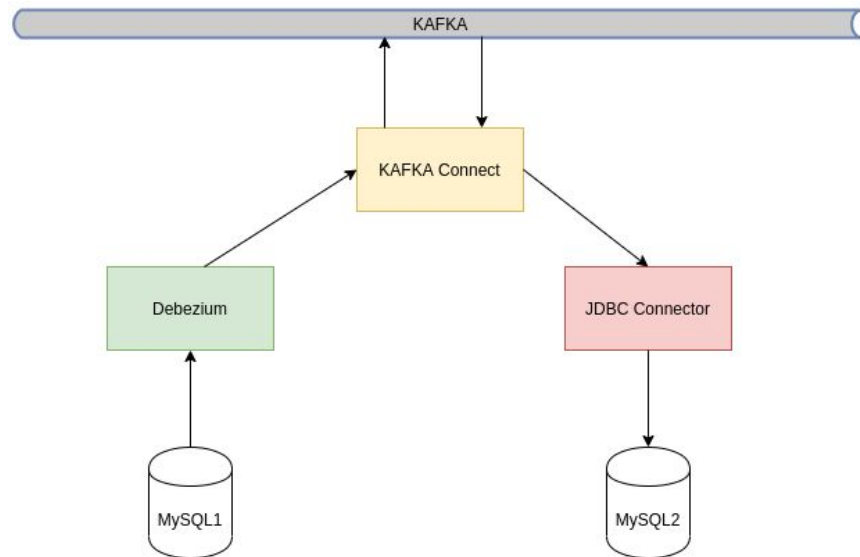 KAFKA
KAFKA Connect
Debezium
JDBC Connector
MySQL1
MySQL2